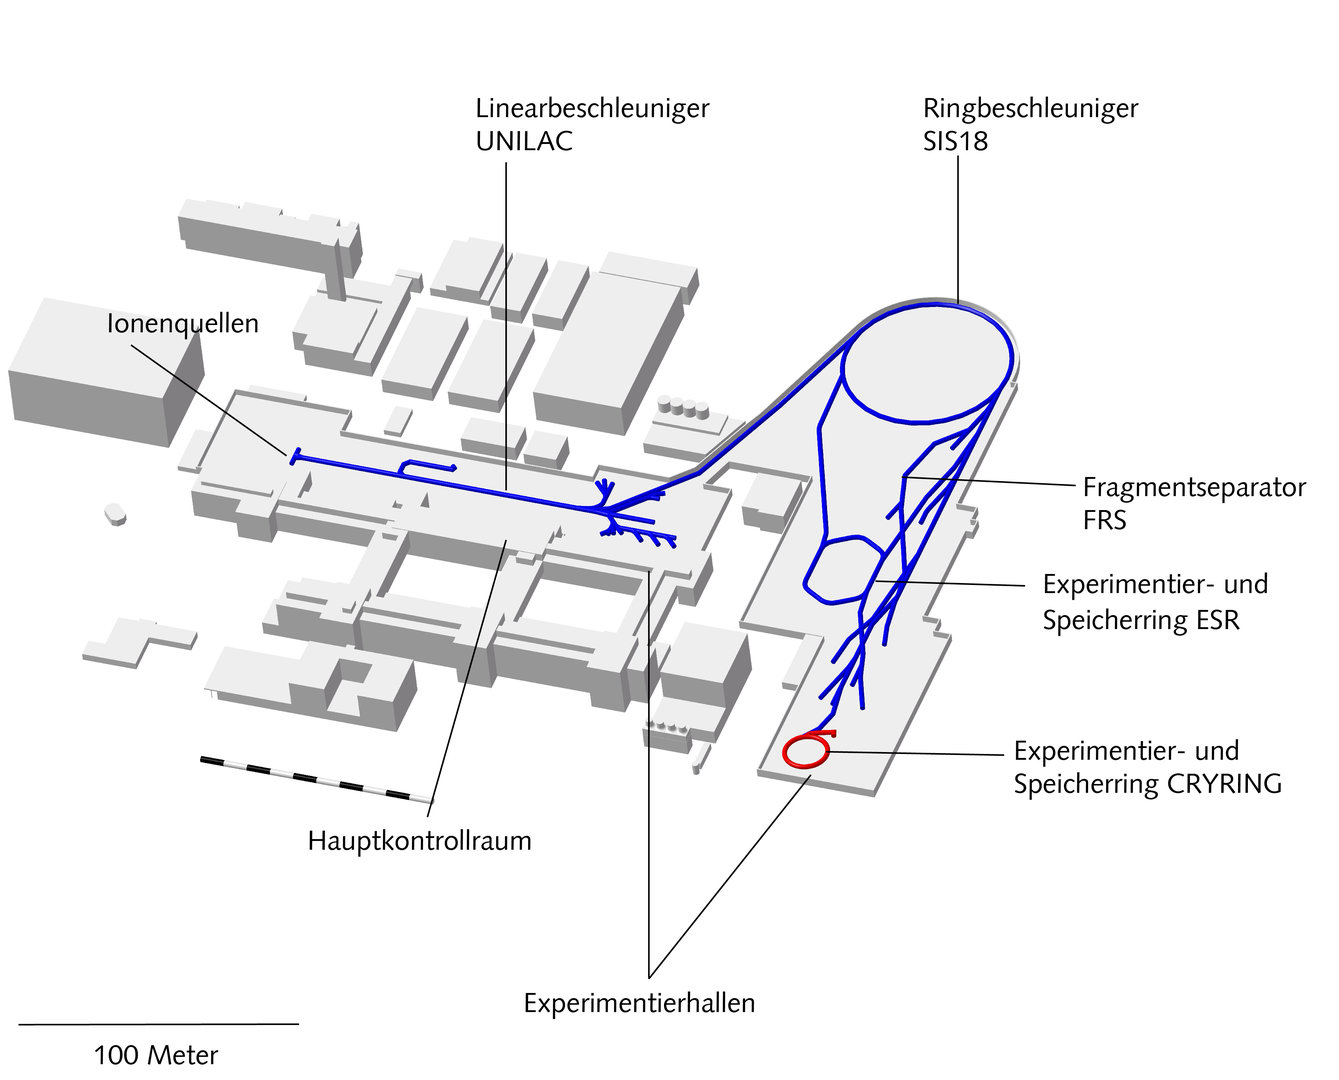 Linearbeschleuniger
UNILAC
Ringbeschleuniger
SIS18
Ionenquellen
Fragmentseparator
FRS
Experimentier- und
Speicherring ESR
Experimentier- und
Speicherring CRYRING
Hauptkontrollraum
Experimentierhallen
100 Meter